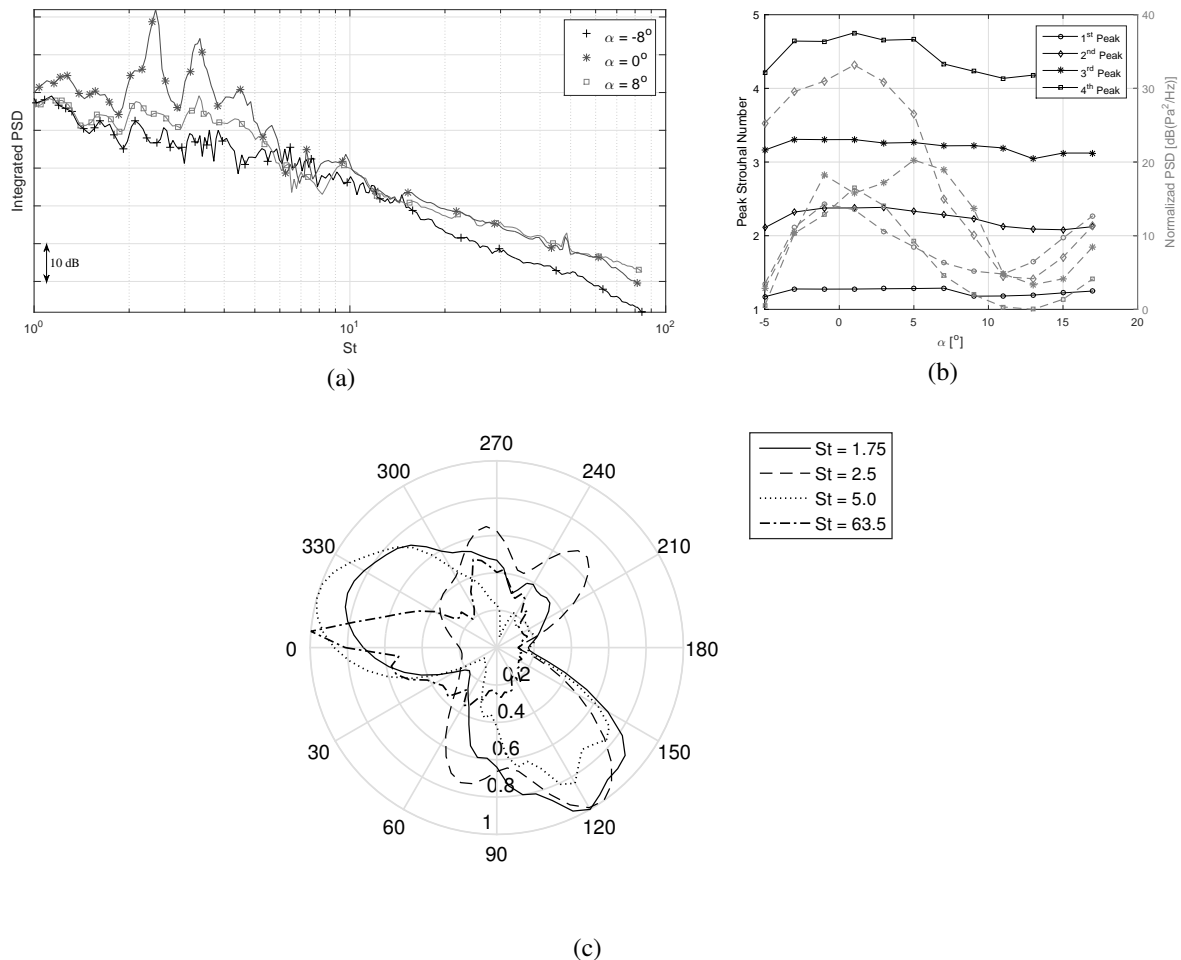 Integrated PSD
10 dB
10⁰
10¹
10²
St
α = -8°
α = 0°
α = 8°
(a)
5
4
3
2
1
Peak Strouhal Number
-5
0
5
10
15
20
α [°]
40
30
20
10
0
Normalizad PSD [dB(Pa²/Hz)]
1ˢᵗ Peak
2ⁿᵈ Peak
3ʳᵈ Peak
4ᵗʰ Peak
(b)
270
300
240
330
210
0
180
30
150
60
120
90
0.2
0.4
0.6
0.8
1
St = 1.75
St = 2.5
St = 5.0
St = 63.5
(c)